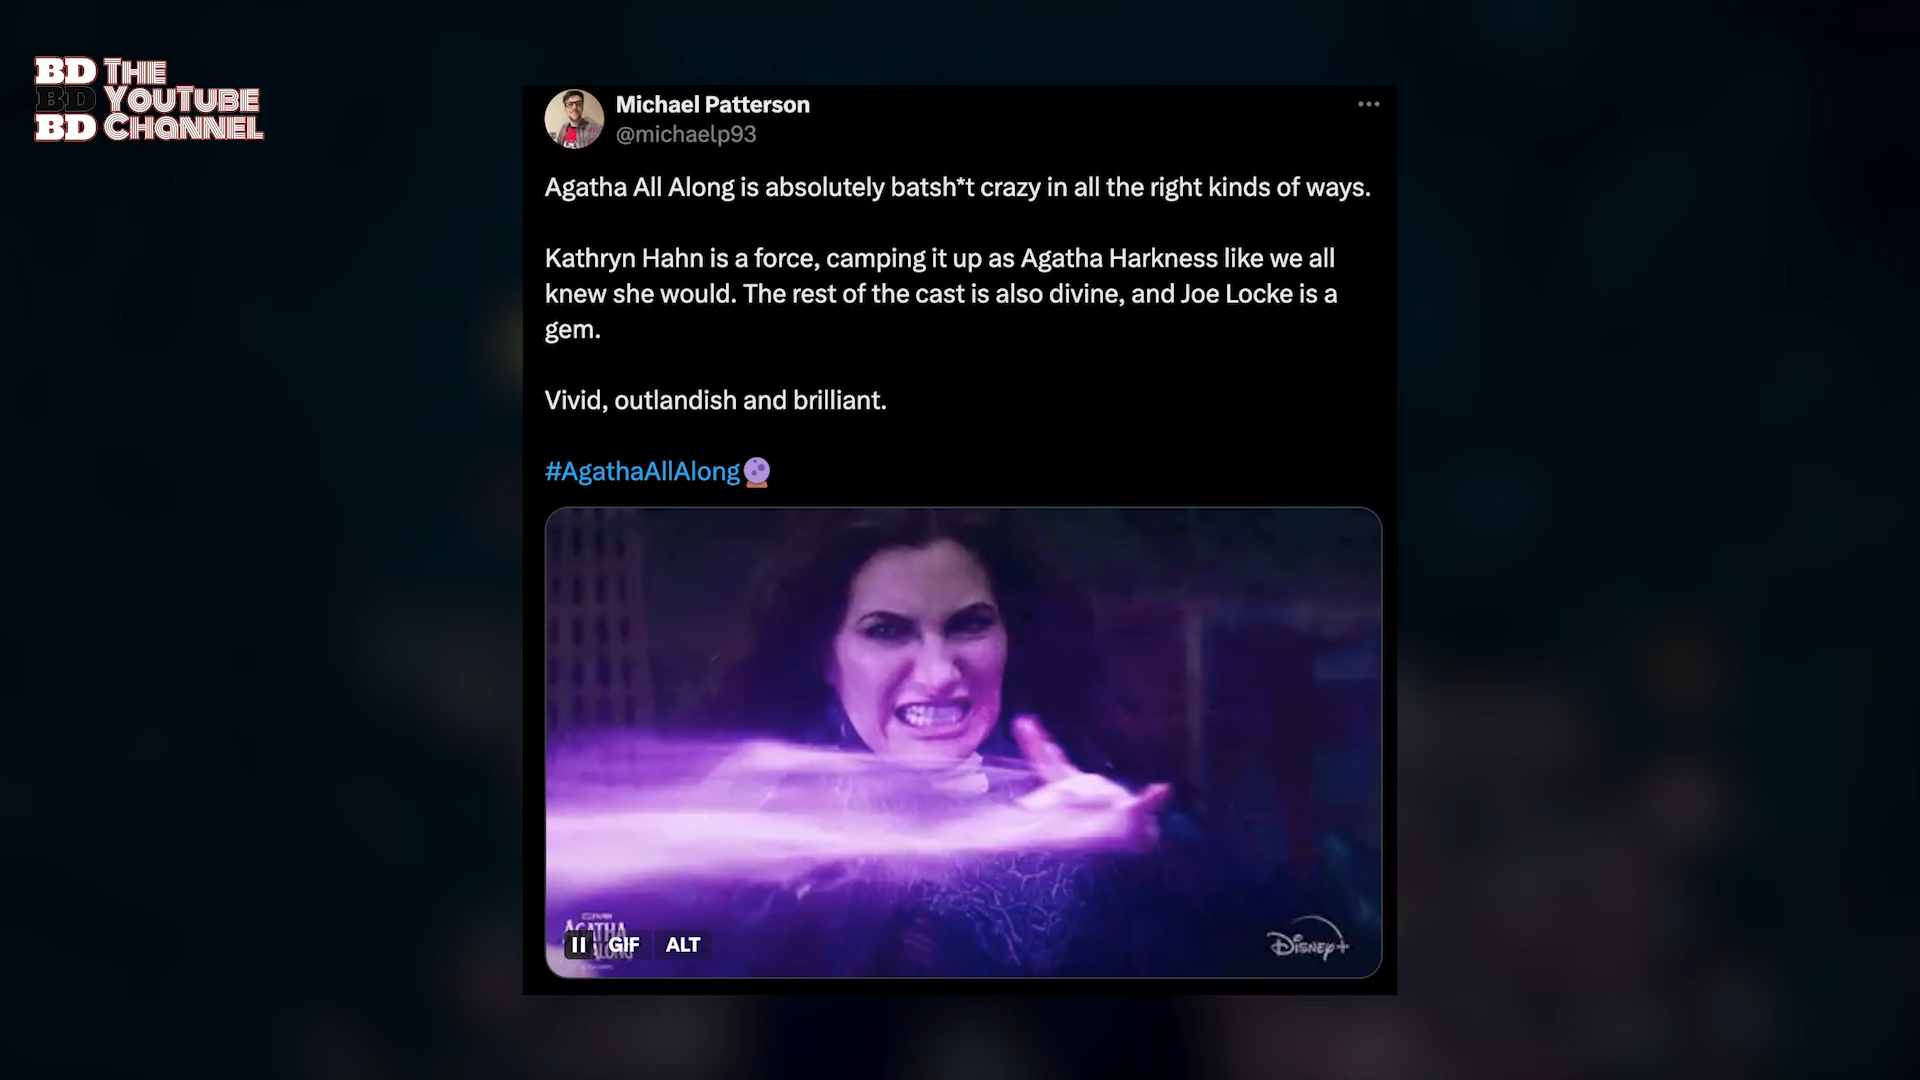 BD THE
BD YOUTUBE
BD CHANNEL
Michael Patterson
@michaelp93
Agatha All Along is absolutely batsh*t crazy in all the right kinds of ways.
Kathryn Hahn is a force, camping it up as Agatha Harkness like we all
knew she would. The rest of the cast is also divine, and Joe Locke is a
gem.
Vivid, outlandish and brilliant.
#AgathaAllAlong
AGATHA
ALONG
GIF ALT
Disney+